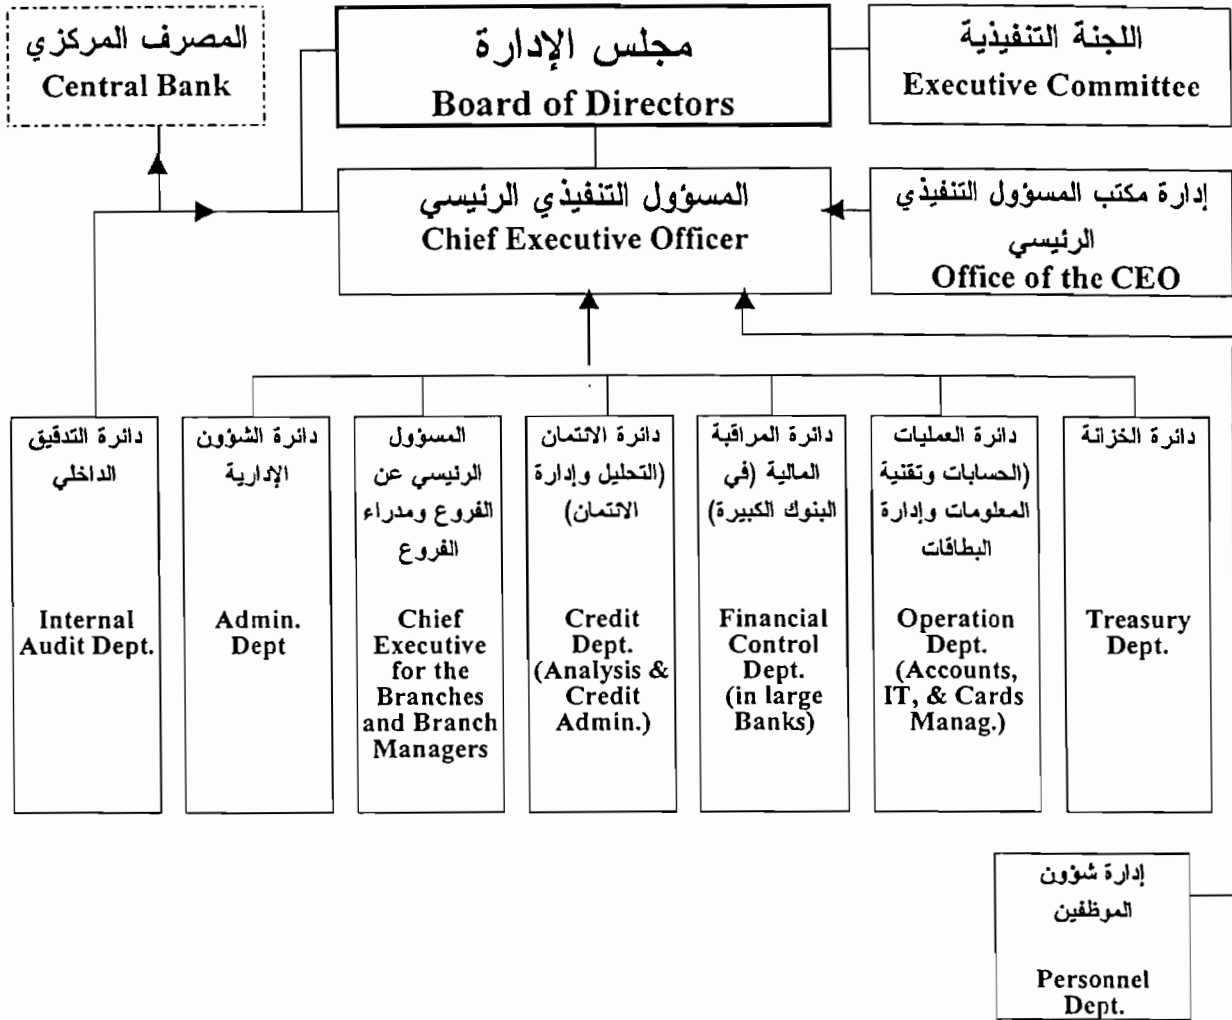 المصرف المركزي
Central Bank
مجلس الإدارة
Board of Directors
اللجنة التنفيذية
Executive Committee
المسؤول التنفيذي الرئيسي
Chief Executive Officer
إدارة مكتب المسؤول التنفيذي
الرئيسي
Office of the CEO
دائرة التدقيق
الداخلي
Internal
Audit Dept.
دائرة الشؤون
الإدارية
Admin.
Dept
المسؤول
الرئيسي عن
الفروع ومدراء
الفروع
Chief
Executive
for the
Branches
and Branch
Managers
دائرة الائتمان
(التحليل وإدارة
الائتمان)
Credit
Dept.
(Analysis &
Credit
Admin.)
دائرة المراقبة
المالية (في
البنوك الكبيرة)
Financial
Control
Dept.
(in large
Banks)
دائرة العمليات
(الحسابات وتقنية
المعلومات وإدارة
البطاقات
Operation
Dept.
(Accounts,
IT, & Cards
Manag.)
دائرة الخزانة
Treasury
Dept.
إدارة شؤون
الموظفين
Personnel
Dept.